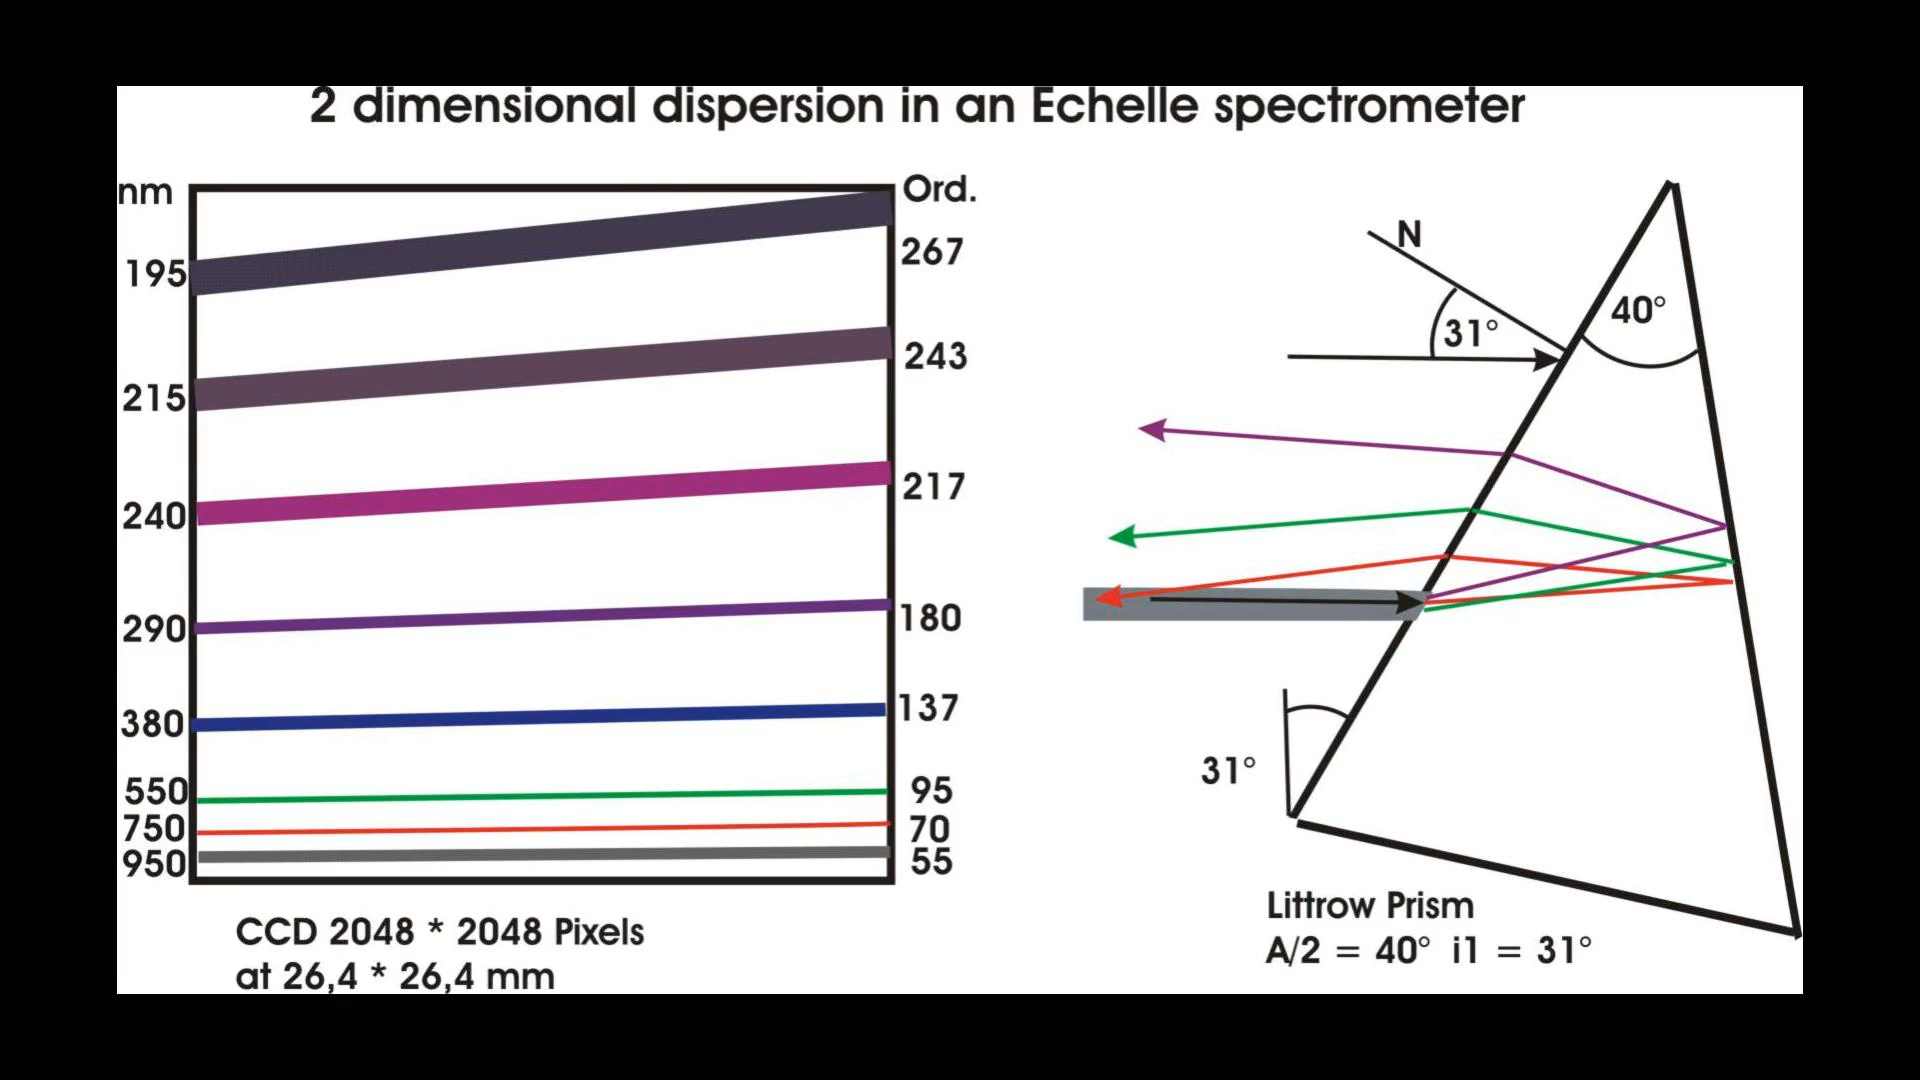 2 dimensional dispersion in an Echelle spectrometer
nm
Ord.
195
267
215
243
240
217
290
180
380
137
550
95
750
70
950
55
CCD 2048 * 2048 Pixels
at 26,4 * 26,4 mm
N
31°
40°
31°
Littrow Prism
A/2 = 40° i1 = 31°